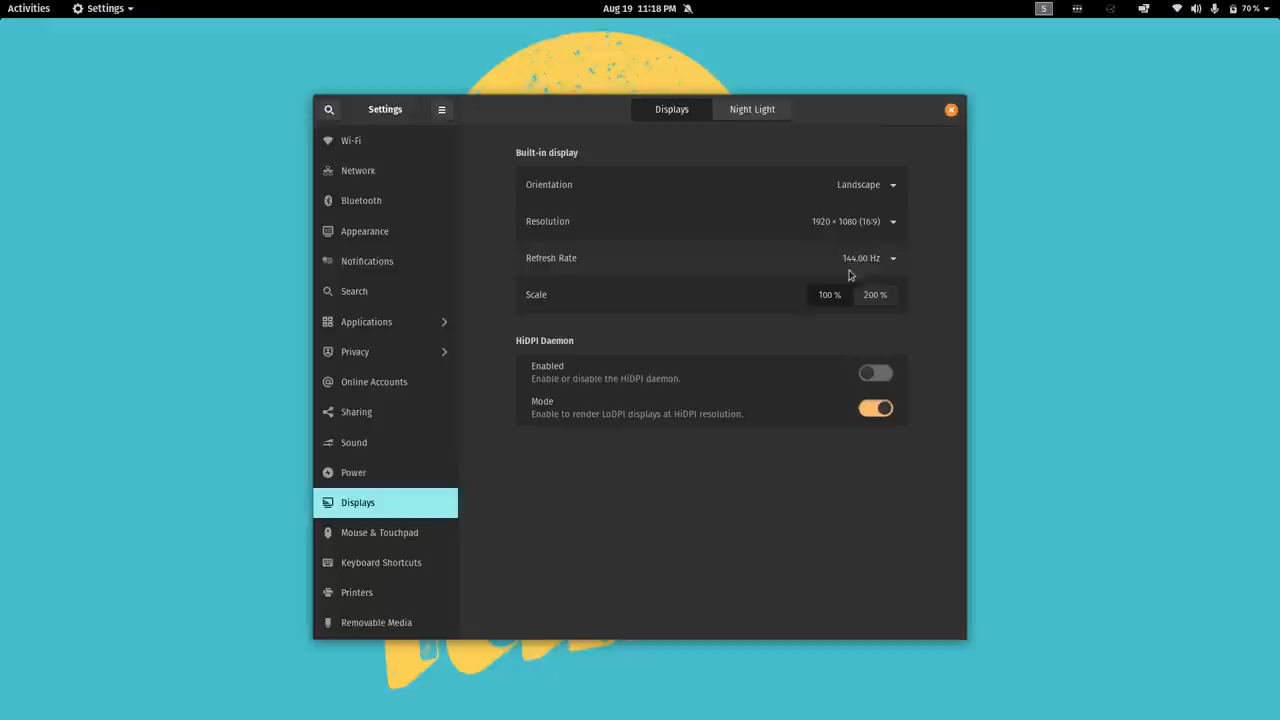 Activities
Settings
Aug 19 11:18 PM
5
70 %
Settings
Displays
Night Light
Wi-Fi
Network
Bluetooth
Appearance
Notifications
Search
Applications
Privacy
Online Accounts
Sharing
Sound
Power
Displays
Mouse & Touchpad
Keyboard Shortcuts
Printers
Removable Media
Built-in display
Orientation
Landscape
Resolution
1920 × 1080 (16:9)
Refresh Rate
144.00 Hz
Scale
100 %
200 %
HiDPI Daemon
Enabled
Enable or disable the HiDPI daemon.
Mode
Enable to render LoDPI displays at HiDPI resolution.